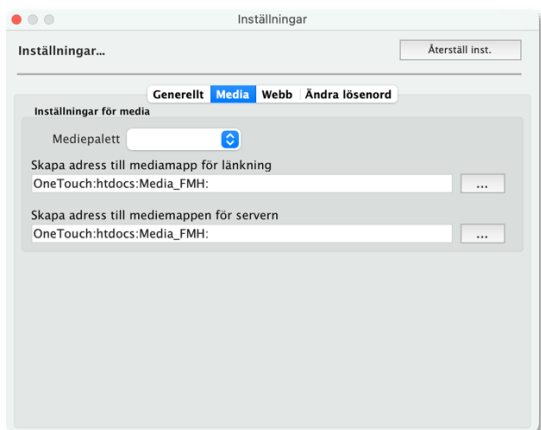 Inställningar
Inställningar...
Återställ inst.
Generellt Media Webb Ändra lösenord
Inställningar för media
Mediepalett
Skapa adress till mediamapp för länkning
OneTouch:htdocs:Media_FMH:
...
Skapa adress till mediemappen för servern
OneTouch:htdocs:Media_FMH:
...